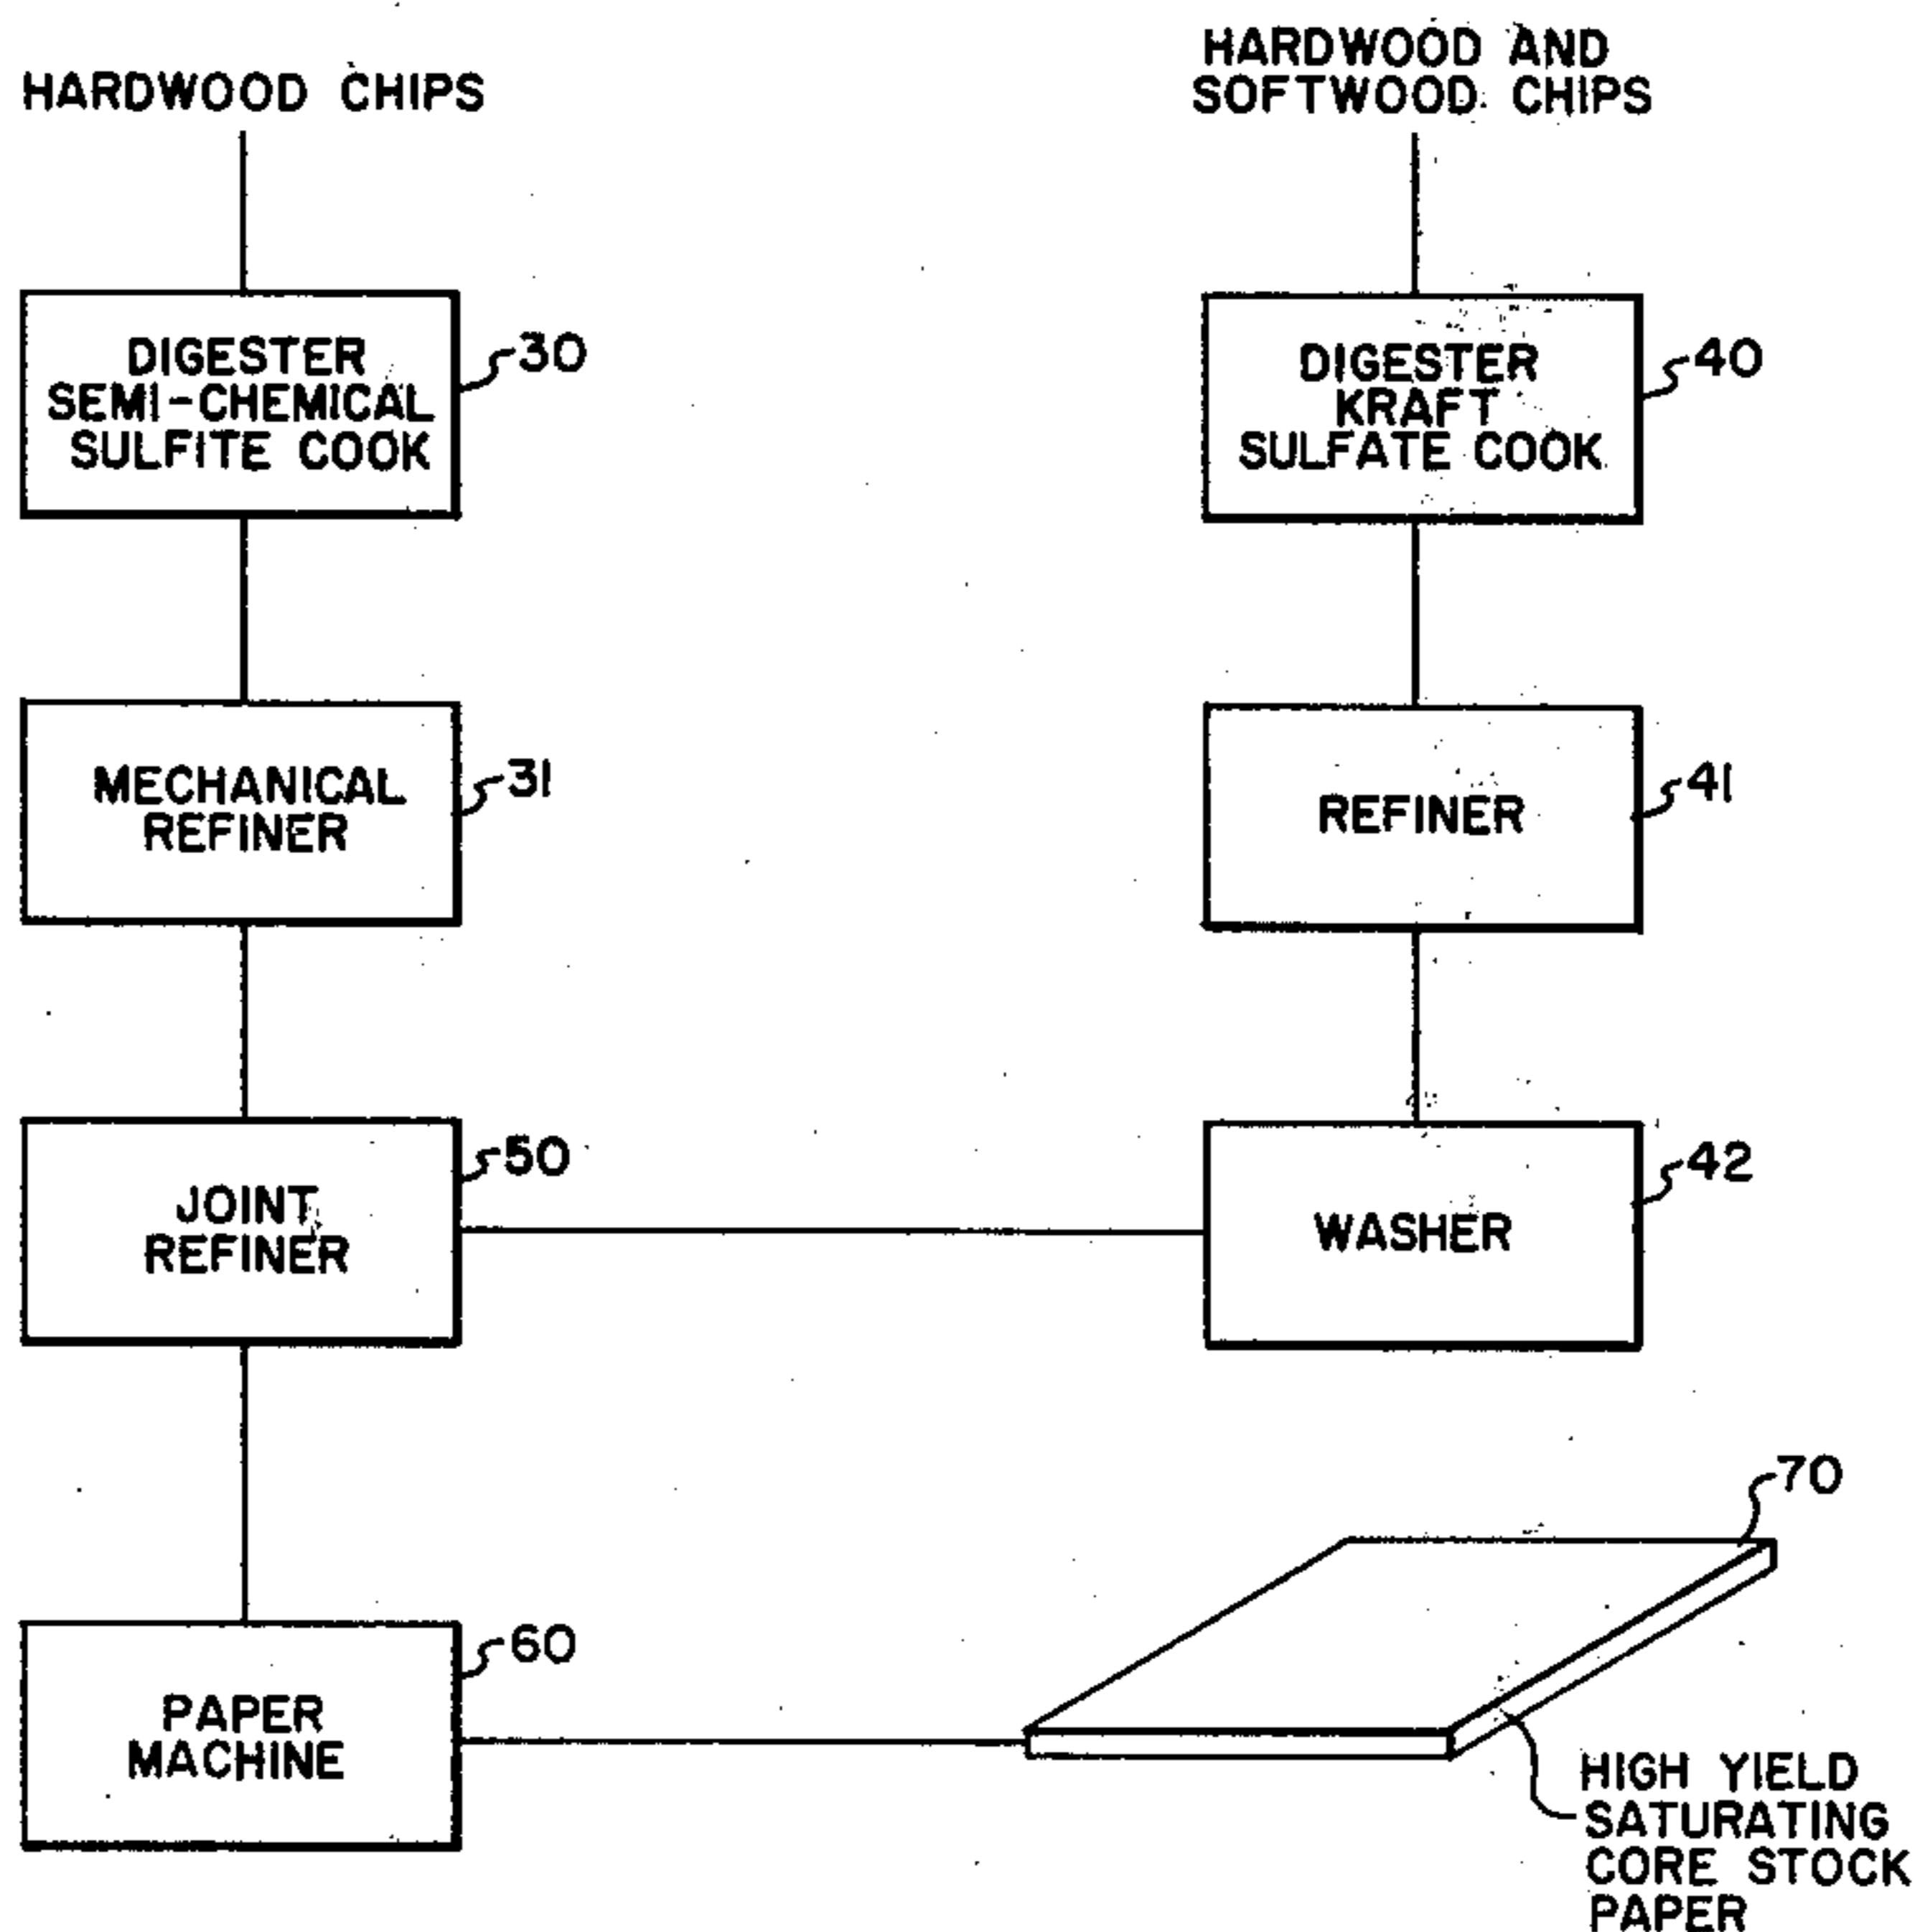 HARDWOOD CHIPS
HARDWOOD AND
SOFTWOOD CHIPS
DIGESTER
SEMI-CHEMICAL
SULFITE COOK
30
DIGESTER
KRAFT
SULFATE COOK
40
MECHANICAL
REFINER
31
REFINER
41
JOINT
REFINER
50
WASHER
42
PAPER
MACHINE
60
70
HIGH YIELD
SATURATING
CORE STOCK
PAPER